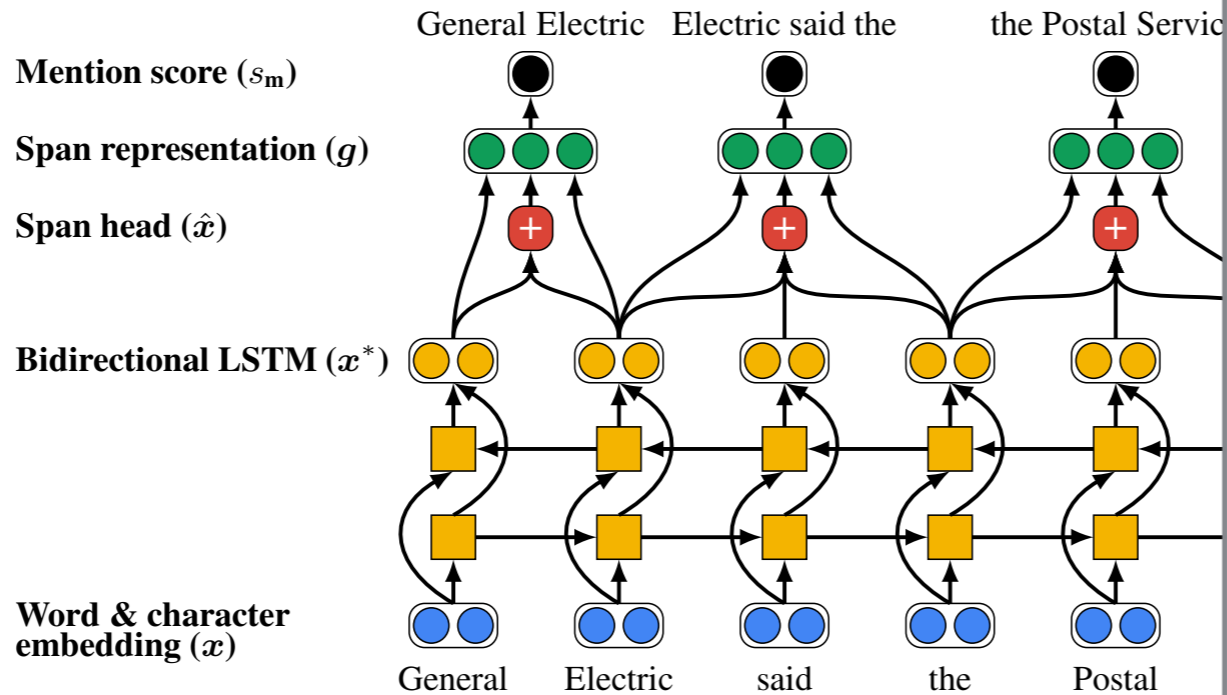 General Electric Electric said the the Postal Servic
Mention score (sₘ)
Span representation (g)
Span head (x̂)
+ + +
Bidirectional LSTM (x*)
Word & character
embedding (x)
General Electric said the Postal